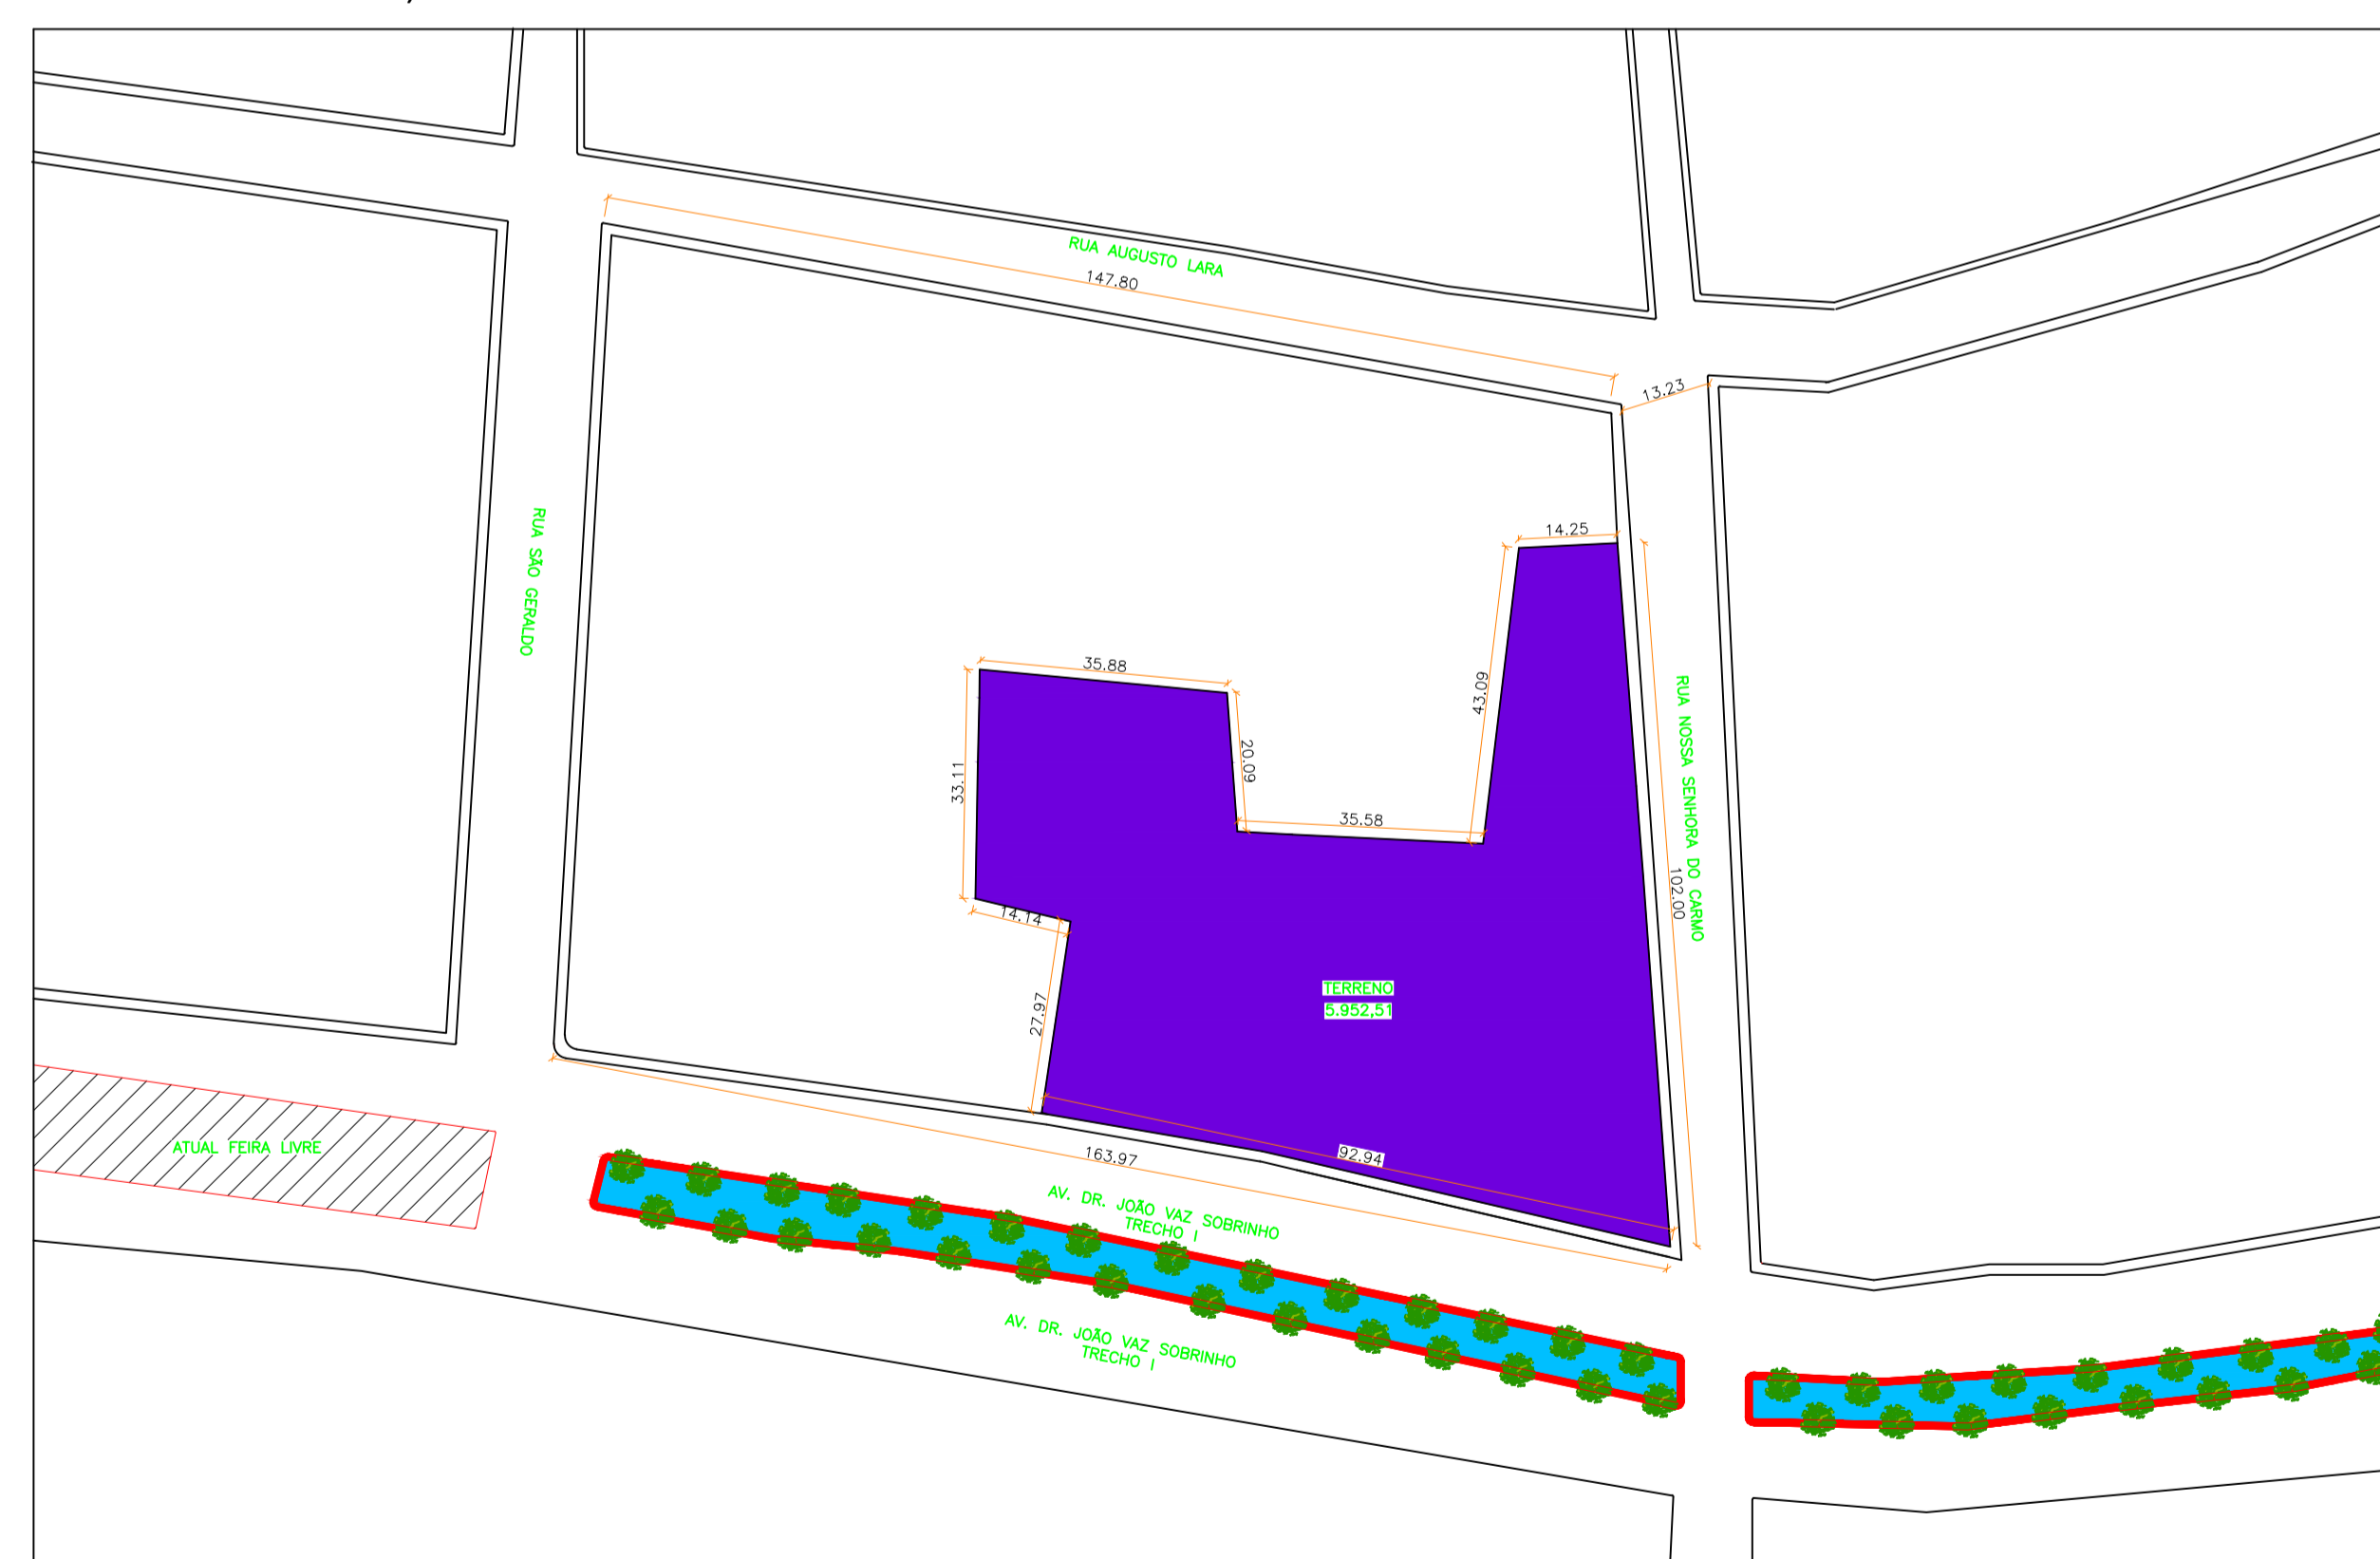 RUA AUGUSTO LARA
147.80
13.23
RUA SÃO GERALDO
14.25
35.88
43.09
20.09
33.11
35.58
RUA NOSSA SENHORA DO CARMO
102.00
14.14
27.97
TERRENO
5.952,51
ATUAL FEIRA LIVRE
163.97
92.94
AV. DR. JOÃO VAZ SOBRINHO
TRECHO I
AV. DR. JOÃO VAZ SOBRINHO
TRECHO I